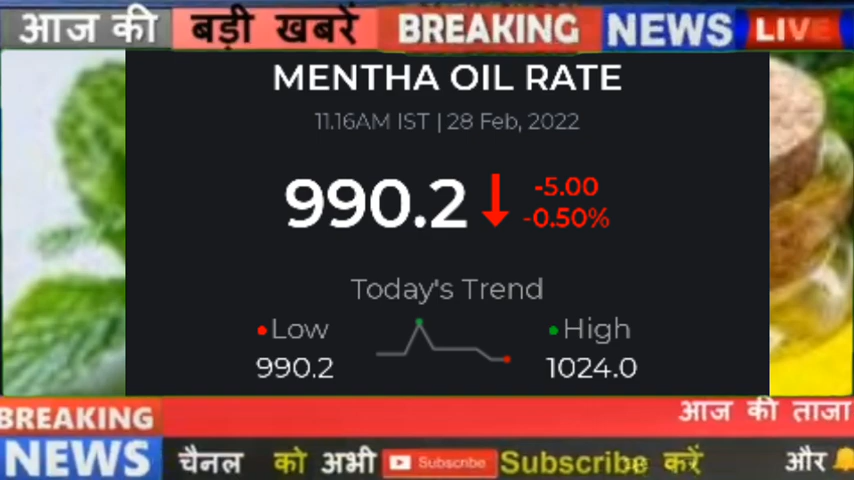 आज की बड़ी खबरें BREAKING NEWS LIVE
MENTHA OIL RATE
11.16AM IST | 28 Feb, 2022
990.2
-5.00
-0.50%
Today's Trend
Low
High
990.2
1024.0
BREAKING
आज की ताजा
NEWS
चैनल को अभी Subscribe Subscribe करें और